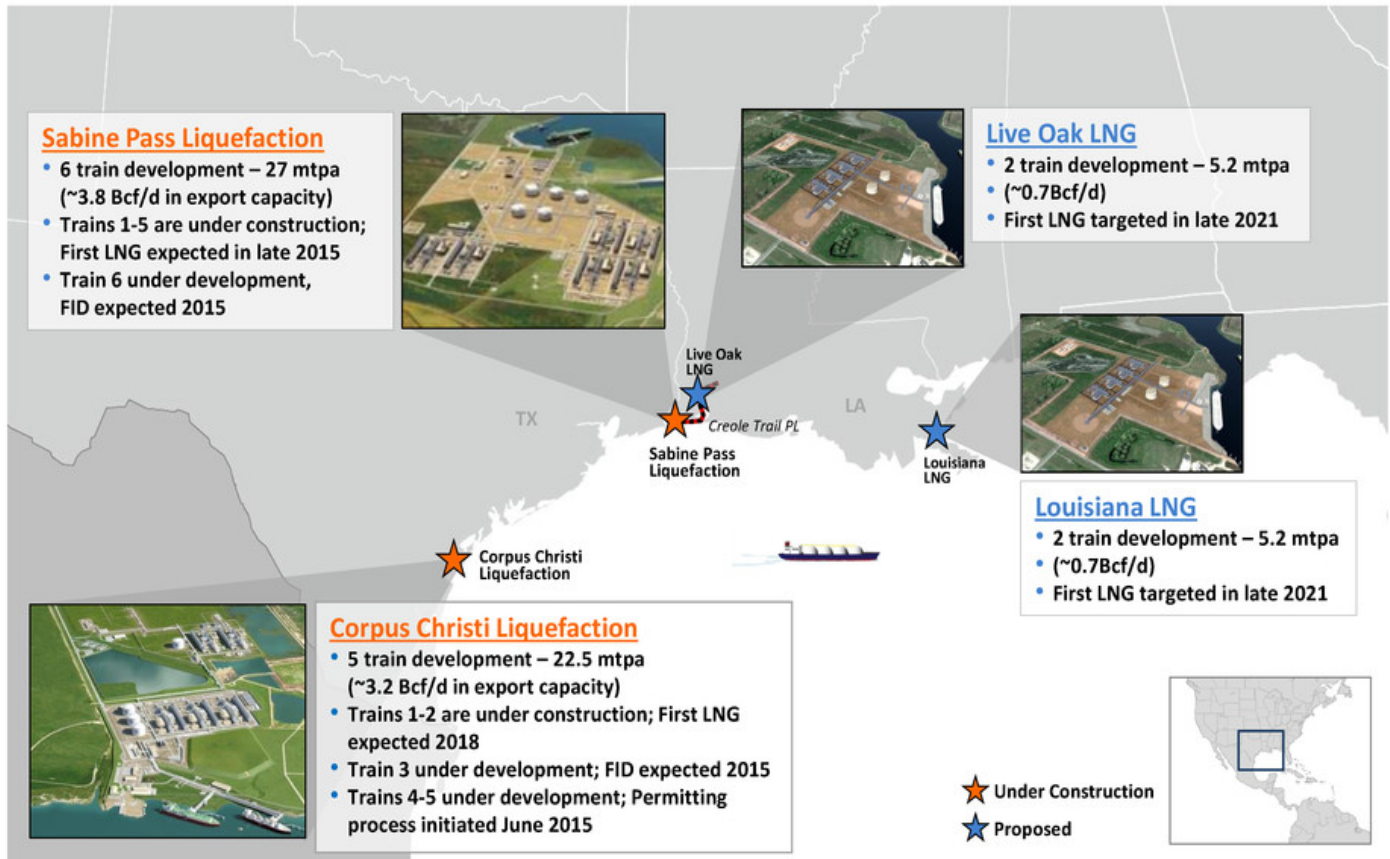 Sabine Pass Liquefaction
• 6 train development – 27 mtpa
(~3.8 Bcf/d in export capacity)
• Trains 1-5 are under construction;
First LNG expected in late 2015
• Train 6 under development,
FID expected 2015
Live Oak LNG
• 2 train development – 5.2 mtpa
• (~0.7Bcf/d)
• First LNG targeted in late 2021
Live Oak
LNG
TX
LA
Creole Trail PL
Sabine Pass
Liquefaction
Louisiana
LNG
Louisiana LNG
• 2 train development – 5.2 mtpa
• (~0.7Bcf/d)
• First LNG targeted in late 2021
Corpus Christi
Liquefaction
Corpus Christi Liquefaction
• 5 train development – 22.5 mtpa
(~3.2 Bcf/d in export capacity)
• Trains 1-2 are under construction; First LNG
expected 2018
• Train 3 under development; FID expected 2015
• Trains 4-5 under development; Permitting
process initiated June 2015
Under Construction
Proposed